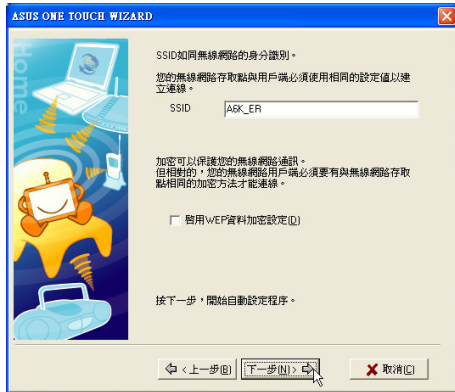 ASUS ONE TOUCH WIZARD
Home
SSID如同無線網路的身分識別。
您的無線網路存取點與用戶端必須使用相同的設定值以建
立連線。
SSID
A6K_ER
加密可以保護您的無線網路通訊。
但相對的，您的無線網路用戶端必須要有與無線網路存取
點相同的加密方法才能連線。
啓用WEP資料加密設定(D)
按下一步，開始自動設定程序。
<上一步(B) 下一步(N)> 取消(C)